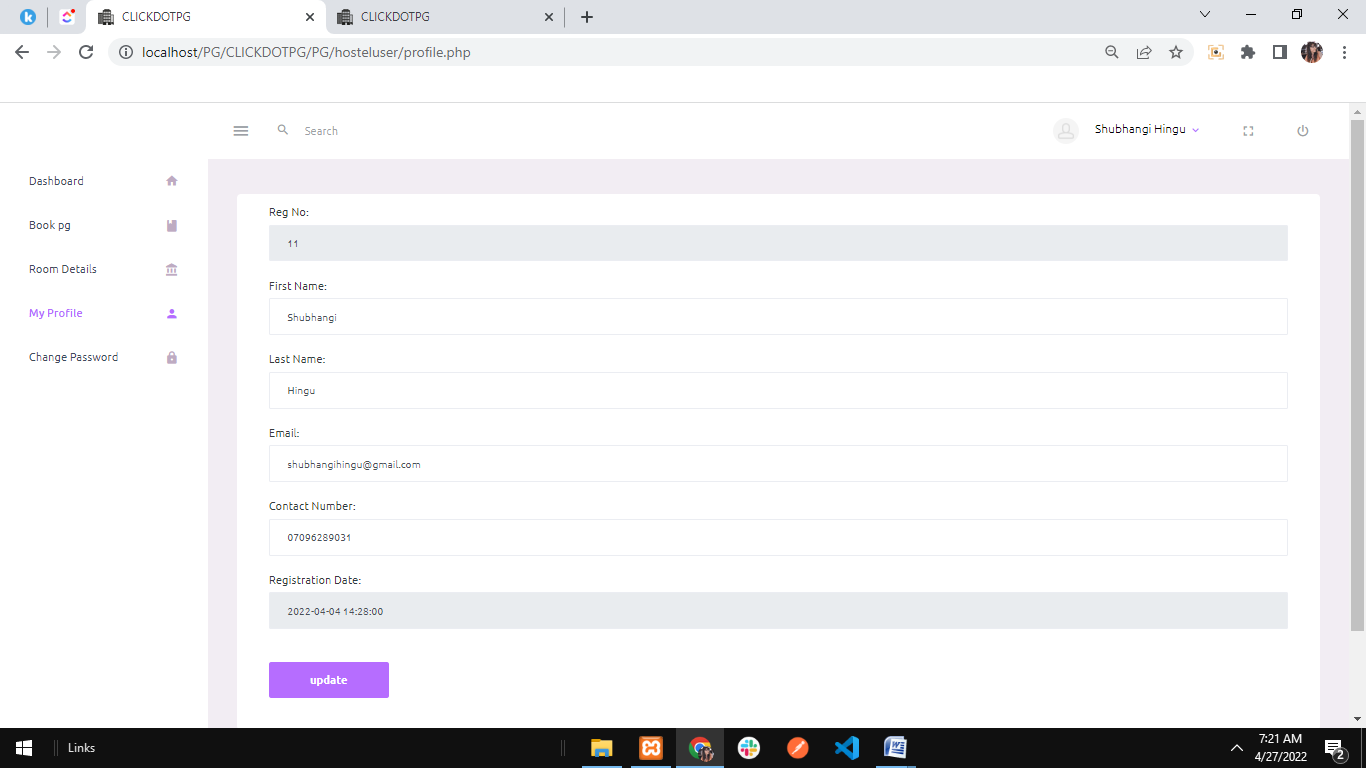 CLICKDOTPG
CLICKDOTPG
localhost/PG/CLICKDOTPG/PG/hosteluser/profile.php
Search
Shubhangi Hingu
Dashboard
Book pg
Room Details
My Profile
Change Password
Reg No:
11
First Name:
Shubhangi
Last Name:
Hingu
Email:
shubhangihingu@gmail.com
Contact Number:
07096289031
Registration Date:
2022-04-04 14:28:00
update
Links
7:21 AM
4/27/2022
2